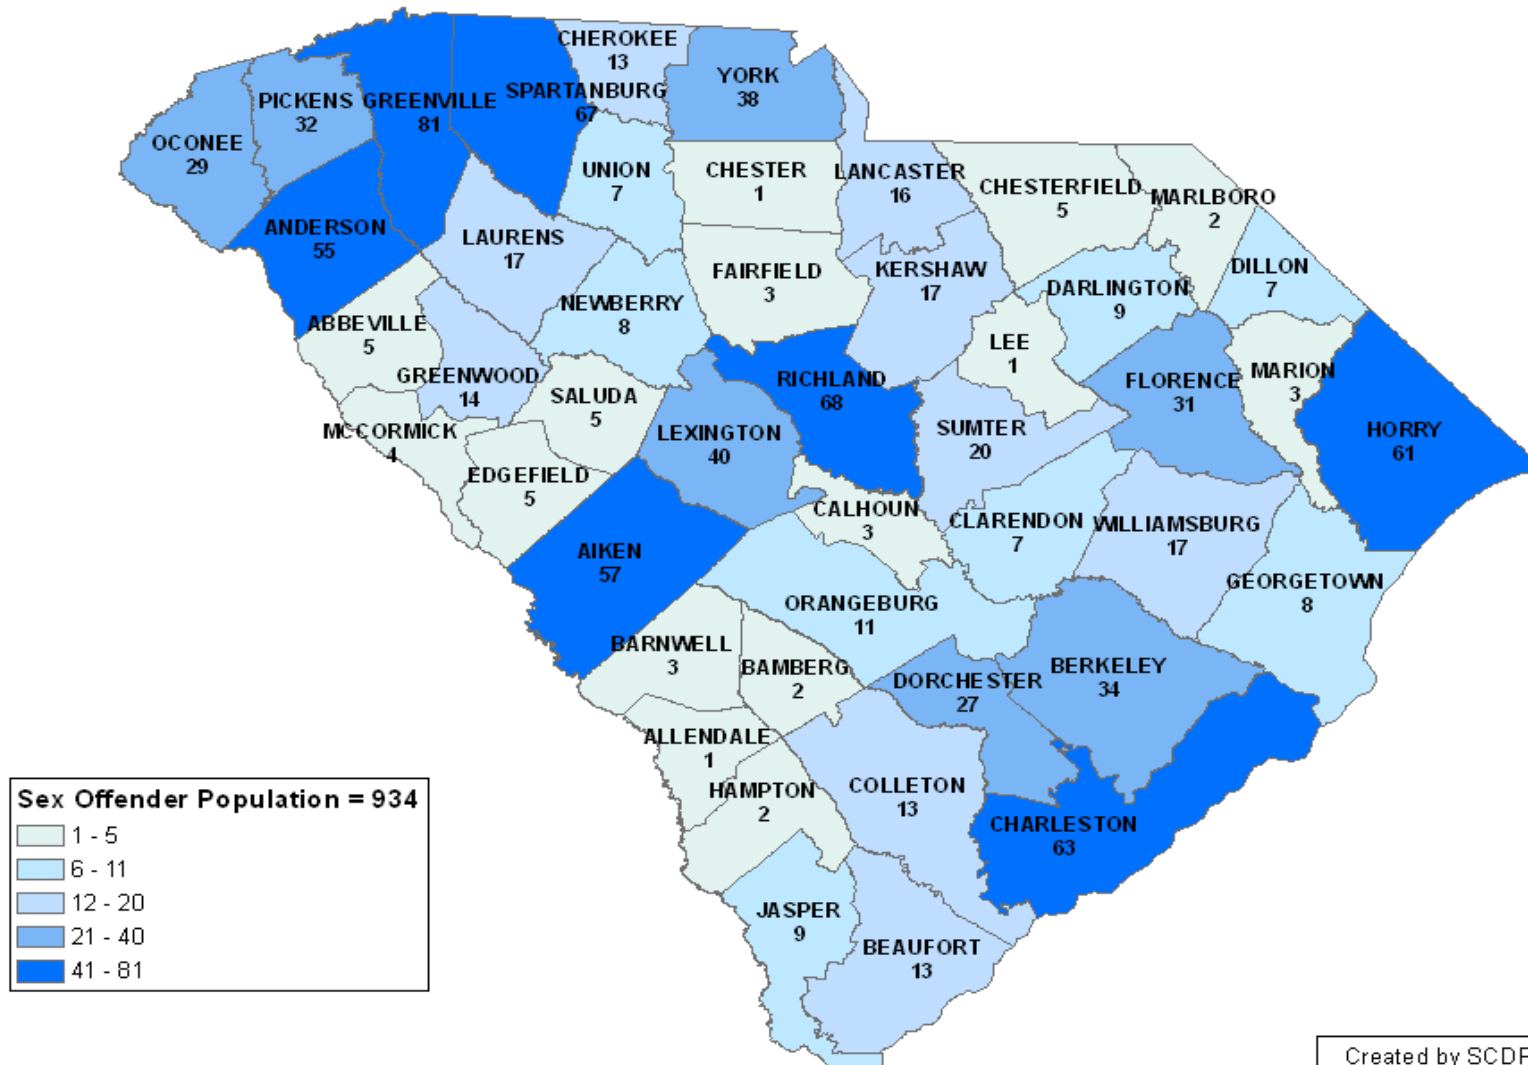 CHEROKEE
13
YORK
38
SPARTANBURG
67
GREENVILLE
81
PICKENS
32
OCONEE
29
UNION
7
CHESTER
1
LANCASTER
16
CHESTERFIELD
5
MARLBORO
2
ANDERSON
55
LAURENS
17
FAIRFIELD
3
KERSHAW
17
DILLON
7
DARLINGTON
9
NEWBERRY
8
ABBEVILLE
5
LEE
1
GREENWOOD
14
RICHLAND
68
FLORENCE
31
MARION
3
SALUDA
5
MCCORMICK
4
LEXINGTON
40
SUMTER
20
HORRY
61
EDGEFIELD
5
CALHOUN
3
CLARENDON
7
WILLIAMSBURG
17
AIKEN
57
GEORGETOWN
8
ORANGEBURG
11
BARNWELL
3
BAMBERG
2
DORCHESTER
27
BERKELEY
34
ALLENDALE
1
HAMPTON
2
COLLETON
13
CHARLESTON
63
JASPER
9
BEAUFORT
13
Sex Offender Population = 934
1 - 5
6 - 11
12 - 20
21 - 40
41 - 81
Created by SCDP